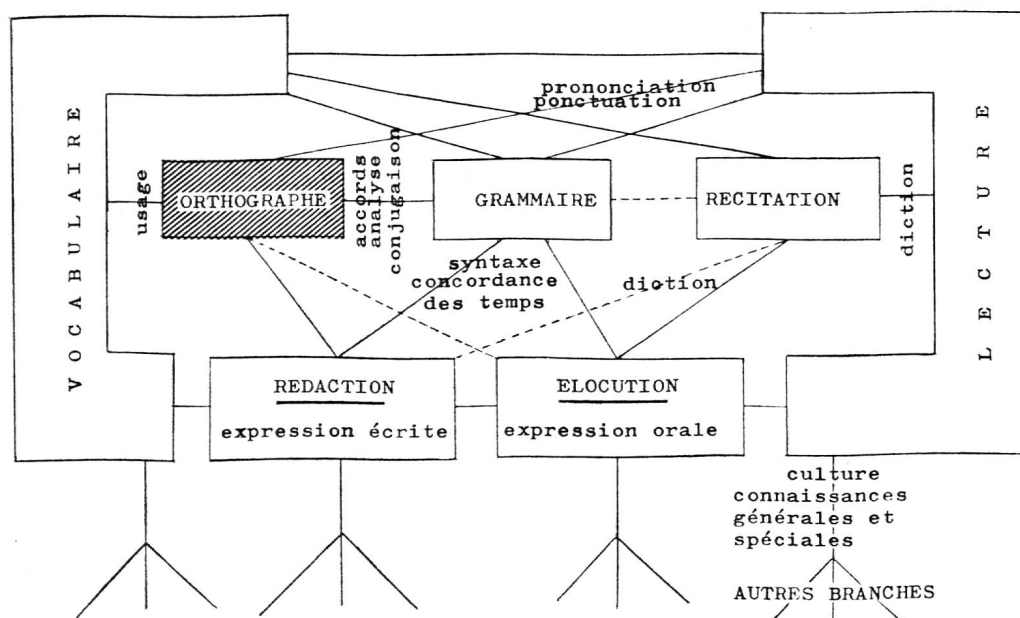 prononciation
ponctuation
VOCABULAIRE
usage
ORTHOGRAPHE
accords
analyse
conjugaison
GRAMMAIRE
RECITATION
diction
LECTURE
syntaxe
concordance
des temps
diction
REDACTION
expression écrite
ELOCUTION
expression orale
culture
connaissances
générales et
spéciales
AUTRES BRANCHES